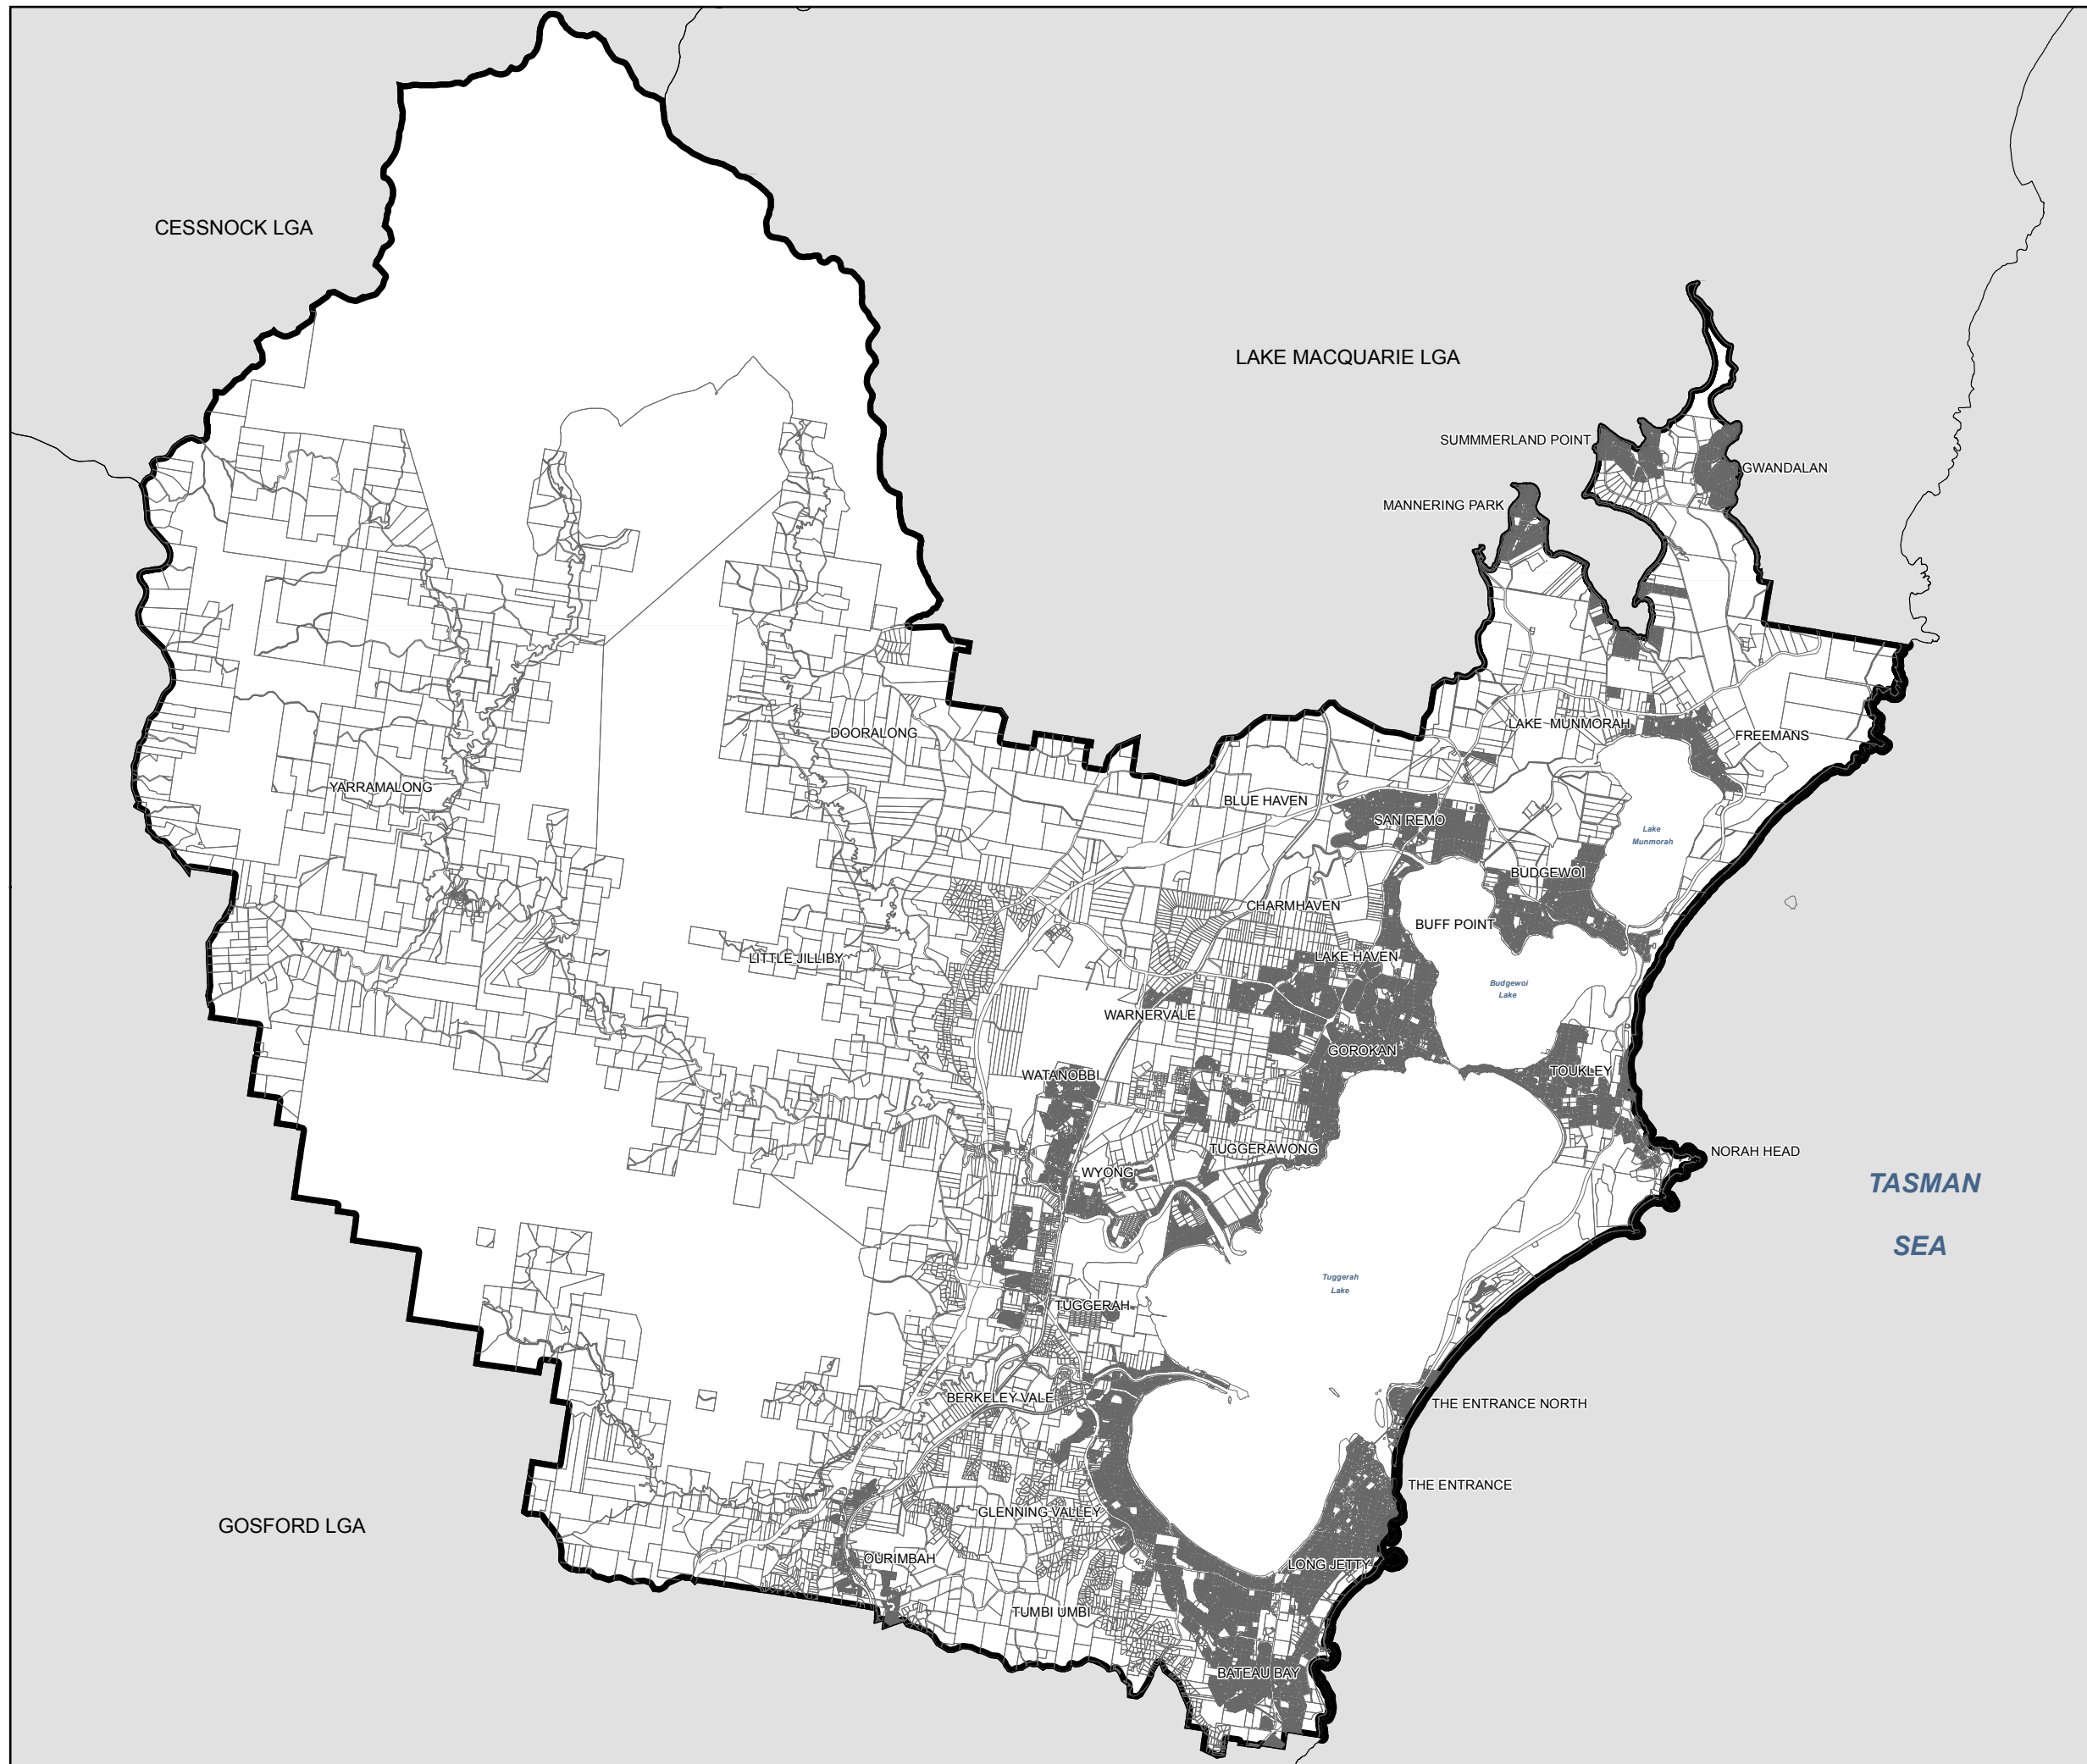 CESSNOCK LGA
LAKE MACQUARIE LGA
SUMMMERLAND POINT
GWANDALAN
MANNERING PARK
LAKE MUNMORAH
DOORALONG
FREEMANS
YARRAMALONG
BLUE HAVEN
SAN REMO
Lake
Munmorah
BUDGEWOI
CHARMHAVEN
BUFF POINT
LAKE HAVEN
LITTLE JILLIBY
Budgewoi
Lake
WARNERVALE
GOROKAN
TOUKLEY
WATANOBBI
TUGGERAWONG
NORAH HEAD
WYONG
TASMAN
SEA
Tuggerah
Lake
TUGGERAH
BERKELEY VALE
THE ENTRANCE NORTH
THE ENTRANCE
GLENNING VALLEY
GOSFORD LGA
OURIMBAH
LONG JETTY
TUMBI UMBI
BATEAU BAY